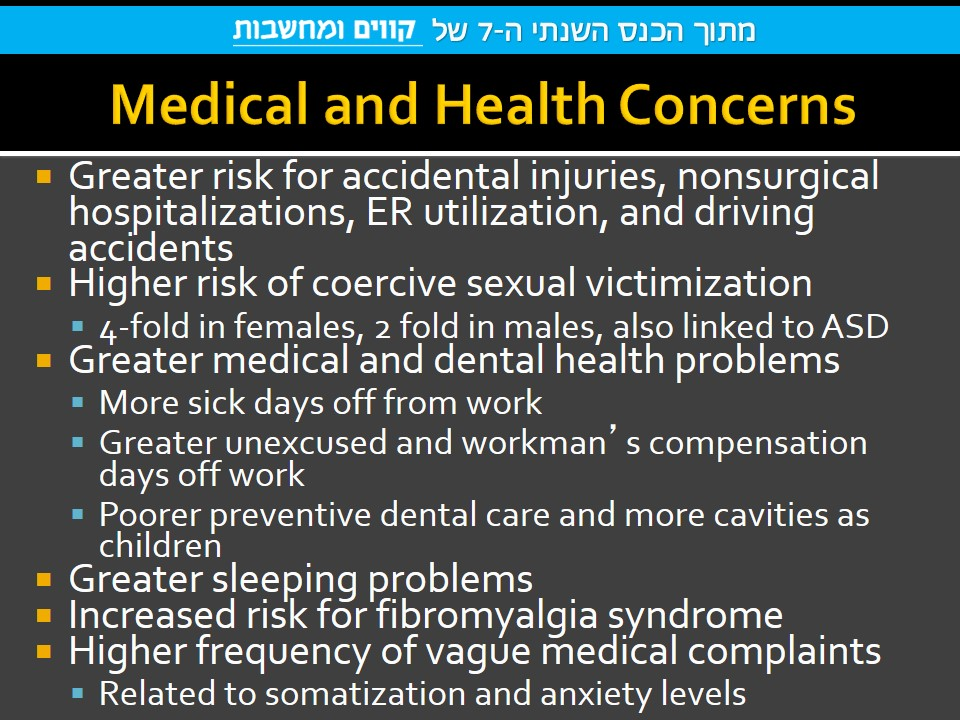 מתוך הכנס השנתי ה-7 של קווים ומחשבות
Medical and Health Concerns
Greater risk for accidental injuries, nonsurgical
hospitalizations, ER utilization, and driving
accidents
Higher risk of coercive sexual victimization
4-fold in females, 2 fold in males, also linked to ASD
Greater medical and dental health problems
More sick days off from work
Greater unexcused and workman’s compensation
days off work
Poorer preventive dental care and more cavities as
children
Greater sleeping problems
Increased risk for fibromyalgia syndrome
Higher frequency of vague medical complaints
Related to somatization and anxiety levels